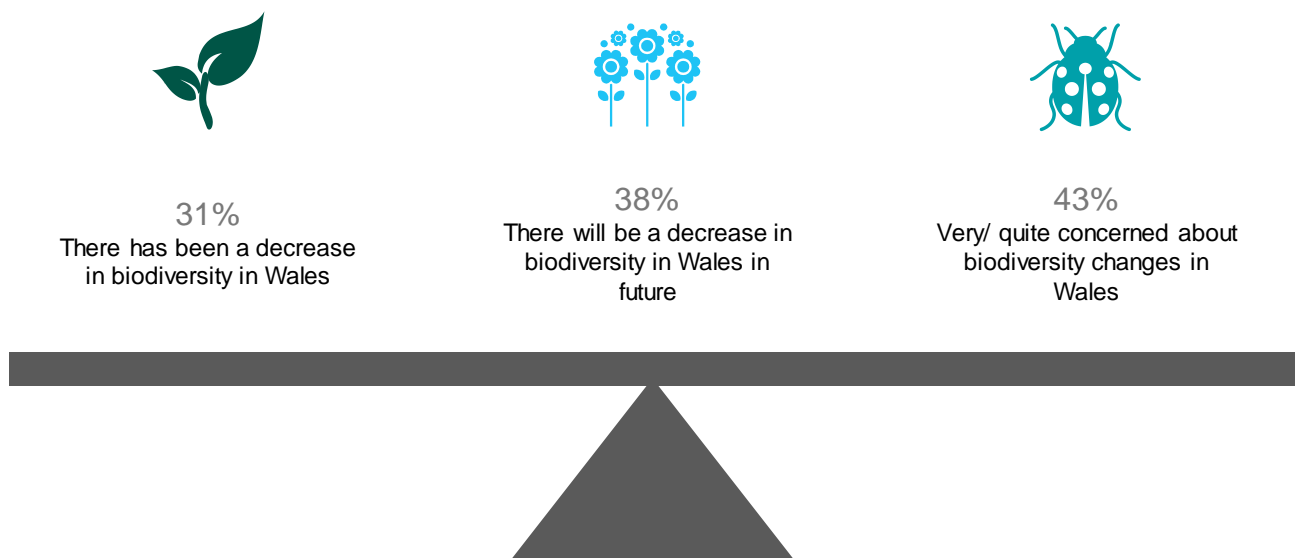 31%
There has been a decrease
in biodiversity in Wales
38%
There will be a decrease in
biodiversity in Wales in
future
43%
Very/ quite concerned about
biodiversity changes in
Wales